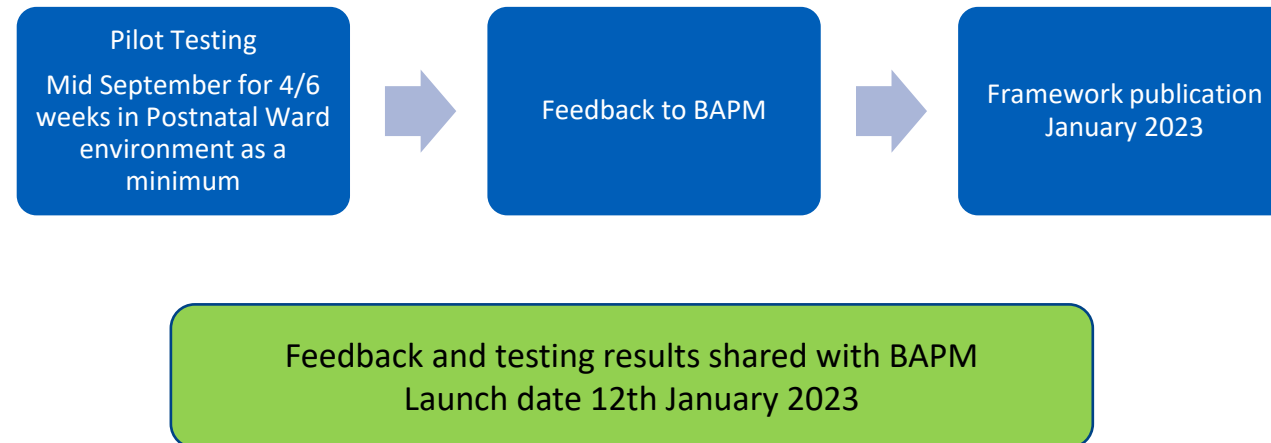 Pilot Testing
Mid September for 4/6
weeks in Postnatal Ward
environment as a
minimum
Feedback to BAPM
Framework publication
January 2023
Feedback and testing results shared with BAPM
Launch date 12th January 2023